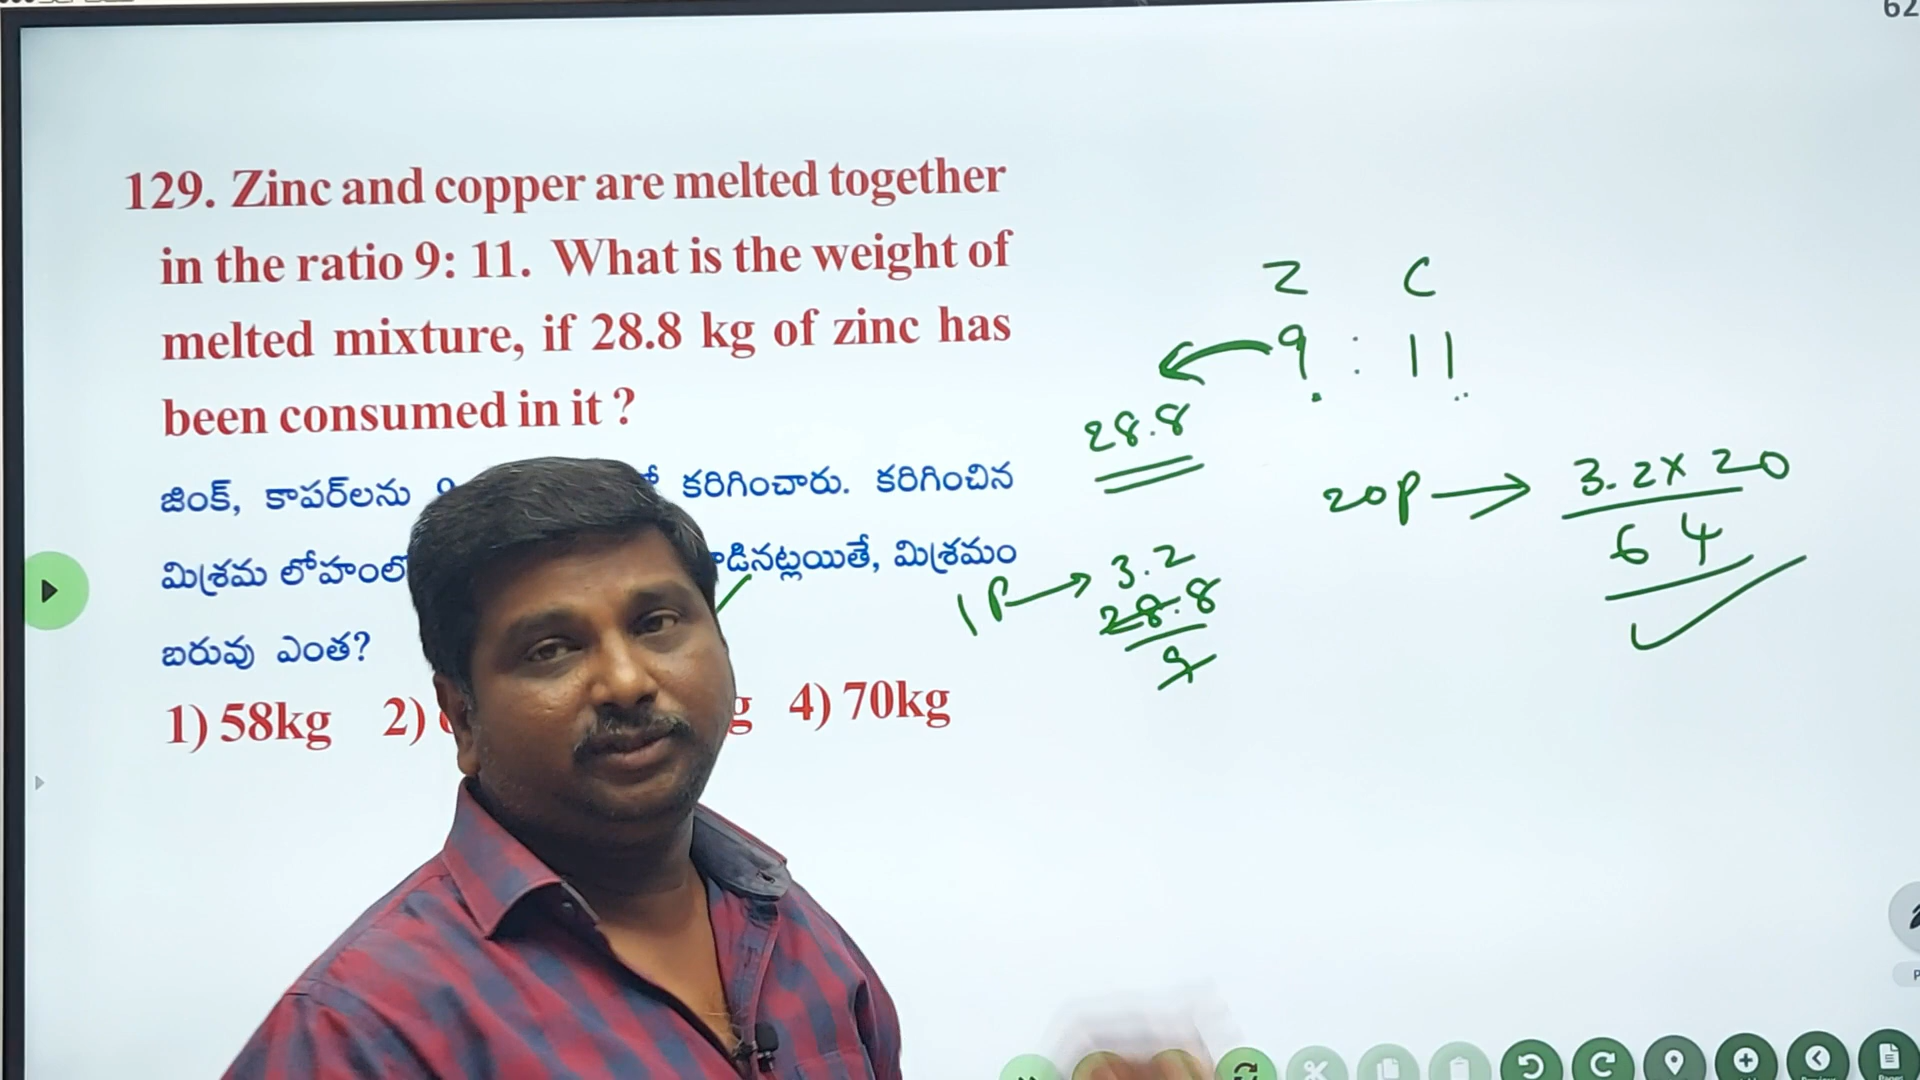 62
129. Zinc and copper are melted together
in the ratio 9: 11. What is the weight of
melted mixture, if 28.8 kg of zinc has
been consumed in it ?
జింక్, కాపర్‌లను కరిగించారు. కరిగించిన
మిశ్రమ మిశ్రమం
బరువు ఎంత?
1) 58kg 2) 4) 70kg
Z C
9 : 11
28.8
20P → 3.2 x 20
64
1P → 3.2
28.8
9